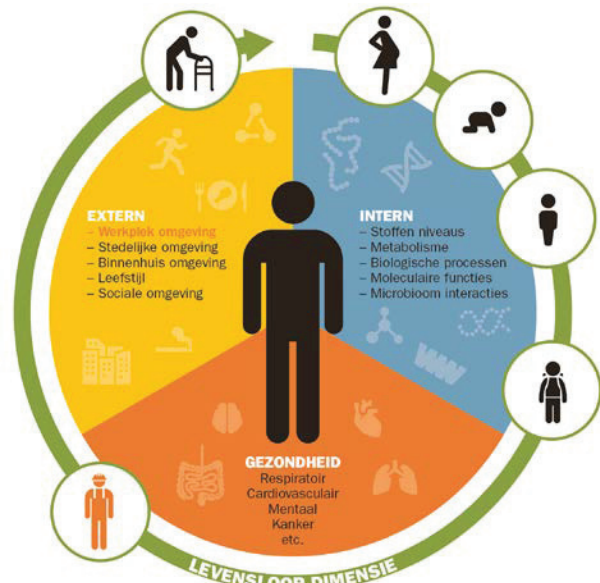 EXTERN
– Werkplek omgeving
– Stedelijke omgeving
– Binnenhuis omgeving
– Leefstijl
– Sociale omgeving
INTERN
– Stoffen niveaus
– Metabolisme
– Biologische processen
– Moleculaire functies
– Microbioom interacties
GEZONDHEID
Respiratoir
Cardiovasculair
Mentaal
Kanker
etc.
LEVENSLOOP DIMENSIE